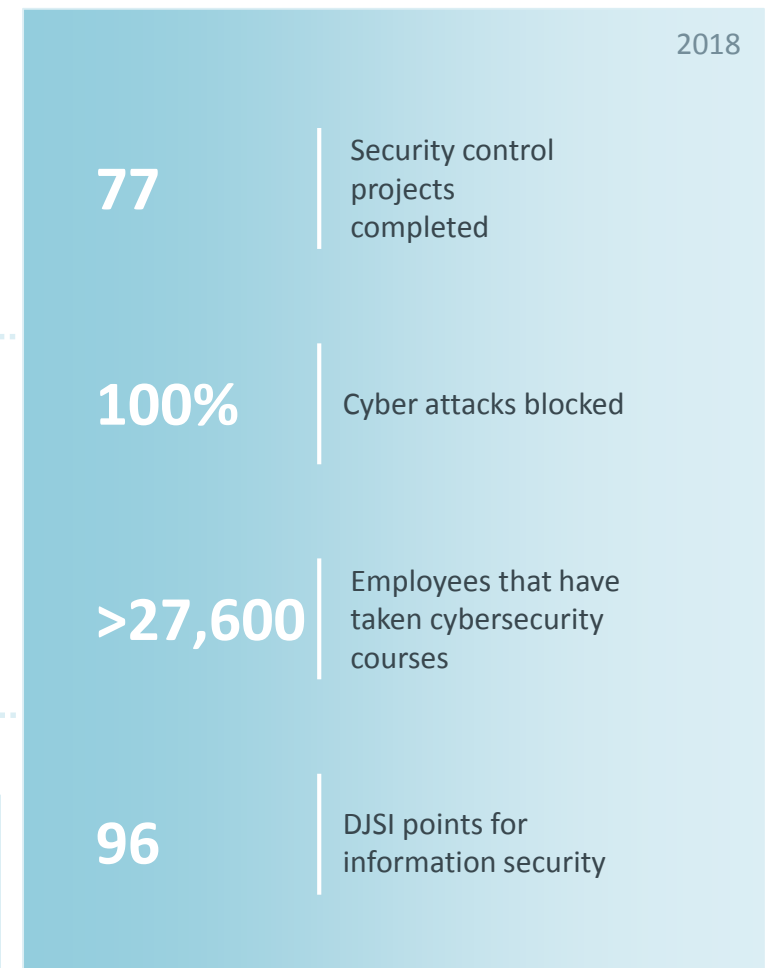 2018
77
Security control
projects
completed
100%
Cyber attacks blocked
>27,600
Employees that have
taken cybersecurity
courses
96
DJSI points for
information security